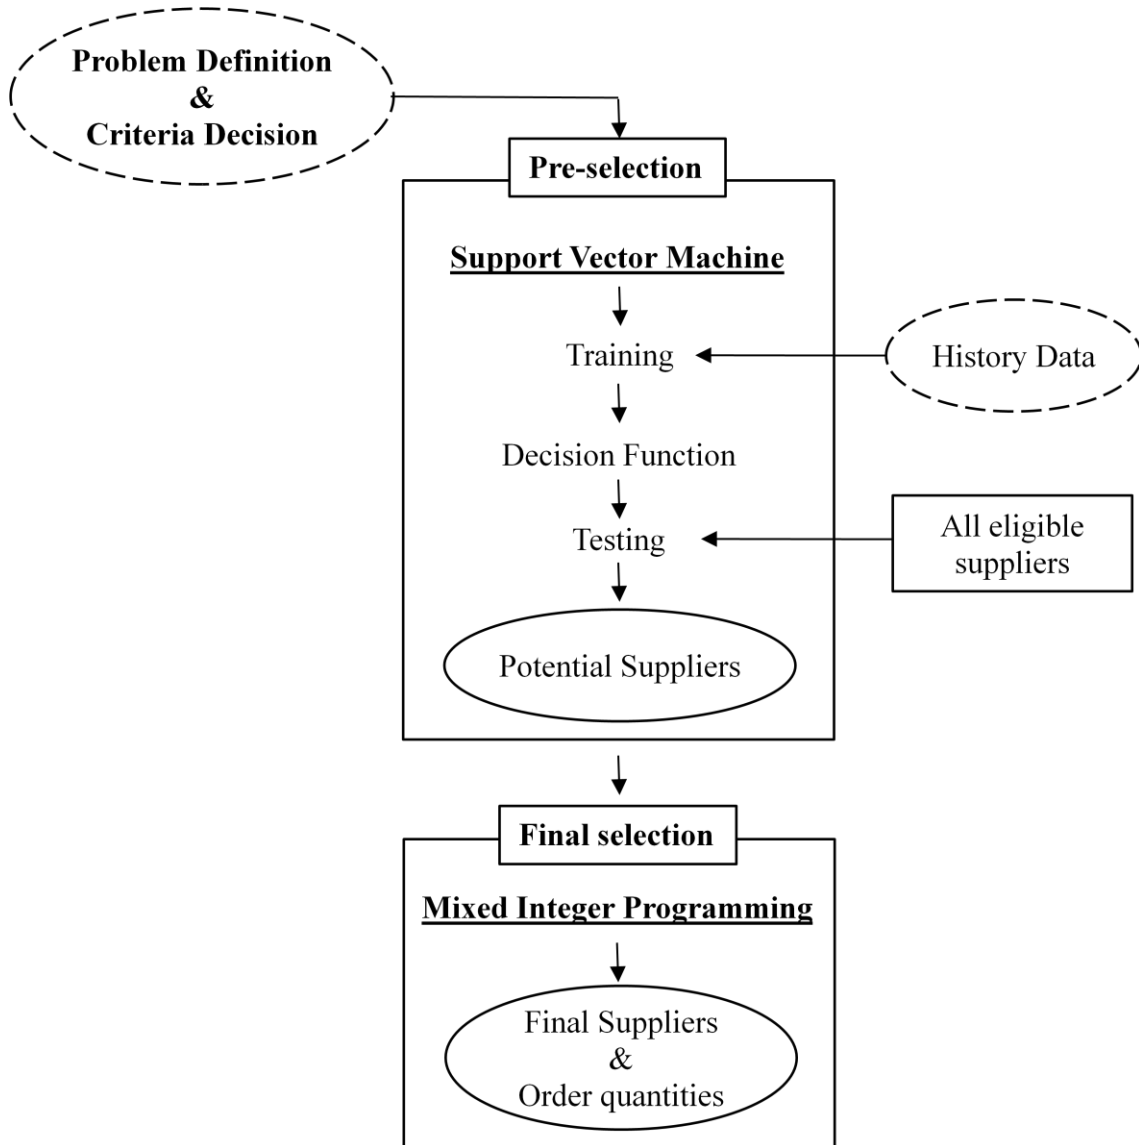 Problem Definition
&
Criteria Decision
Pre-selection
Support Vector Machine
Training
History Data
Decision Function
Testing
All eligible
suppliers
Potential Suppliers
Final selection
Mixed Integer Programming
Final Suppliers
&
Order quantities